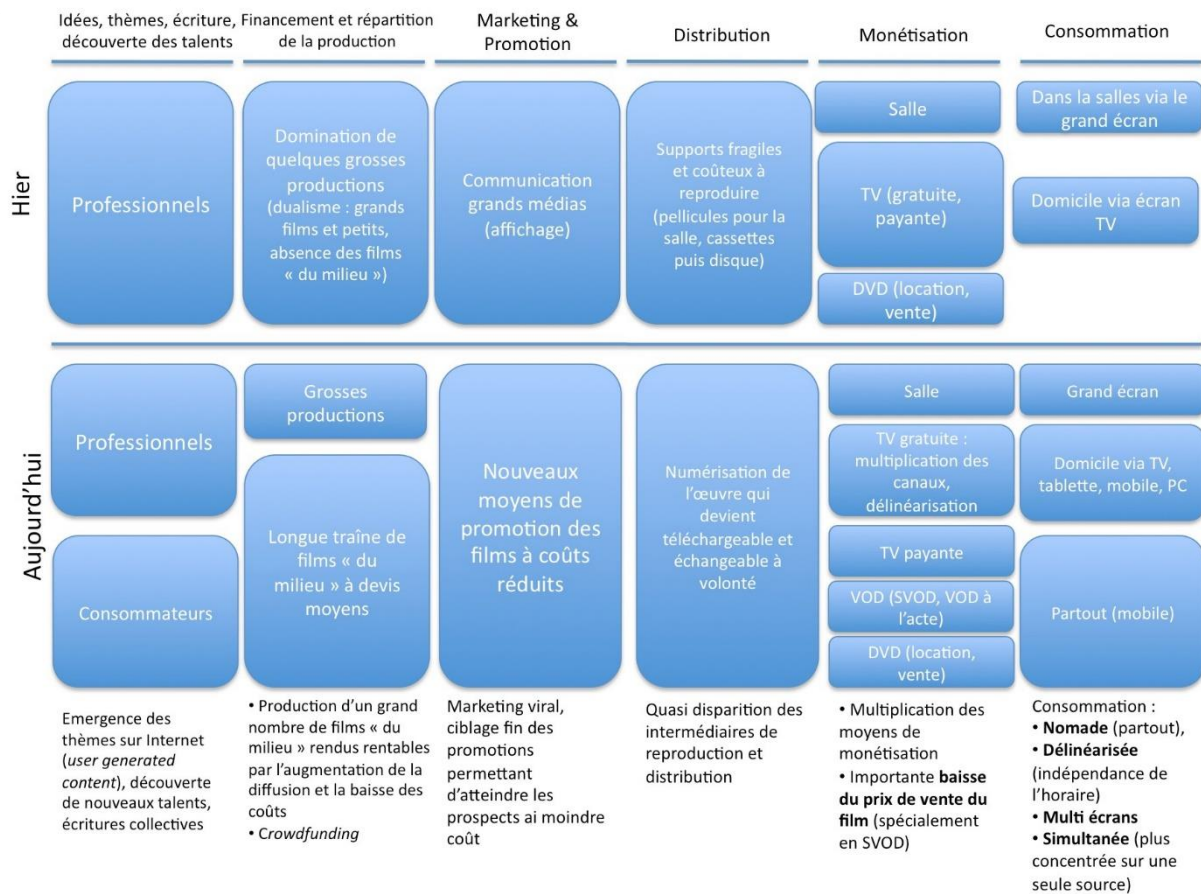 Idées, thèmes, écriture,
découverte des talents
Financement et répartition
de la production
Marketing &
Promotion
Distribution
Monétisation
Consommation
Hier
Professionnels
Domination de
quelques grosses
productions
(dualisme : grands
films et petits,
absence des films
« du milieu »)
Communication
grands médias
(affichage)
Supports fragiles
et coûteux à
reproduire
(pellicules pour la
salle, cassettes
puis disque)
Salle
TV (gratuite,
payante)
DVD (location,
vente)
Dans la salles via le
grand écran
Domicile via écran
TV
Aujourd’hui
Professionnels
Consommateurs
Grosses
productions
Longue traîne de
films « du
milieu » à devis
moyens
Nouveaux
moyens de
promotion des
films à coûts
réduits
Numérisation de
l’œuvre qui
devient
téléchargeable et
échangeable à
volonté
Salle
TV gratuite :
multiplication des
canaux,
délinéarisation
TV payante
VOD (SVOD, VOD à
l’acte)
DVD (location,
vente)
Grand écran
Domicile via TV,
tablette, mobile, PC
Partout (mobile)
Emergence des
thèmes sur Internet
(user generated
content), découverte
de nouveaux talents,
écritures collectives
• Production d’un grand
nombre de films « du
milieu » rendus rentables
par l’augmentation de la
diffusion et la baisse des
coûts
• Crowdfunding
Marketing viral,
ciblage fin des
promotions
permettant
d’atteindre les
prospects ai moindre
coût
Quasi disparition des
intermédiaires de
reproduction et
distribution
• Multiplication des
moyens de
monétisation
• Importante baisse
du prix de vente du
film (spécialement
en SVOD)
Consommation :
• Nomade (partout),
• Délinéarisée
(indépendance de
l’horaire)
• Multi écrans
• Simultanée (plus
concentrée sur une
seule source)